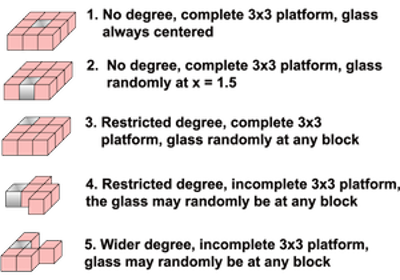 1. No degree, complete 3x3 platform, glass
always centered
2. No degree, complete 3x3 platform, glass
randomly at x = 1.5
3. Restricted degree, complete 3x3
platform, glass randomly at any block
4. Restricted degree, incomplete 3x3 platform,
the glass may randomly be at any block
5. Wider degree, incomplete 3x3 platform,
glass may randomly be at any block